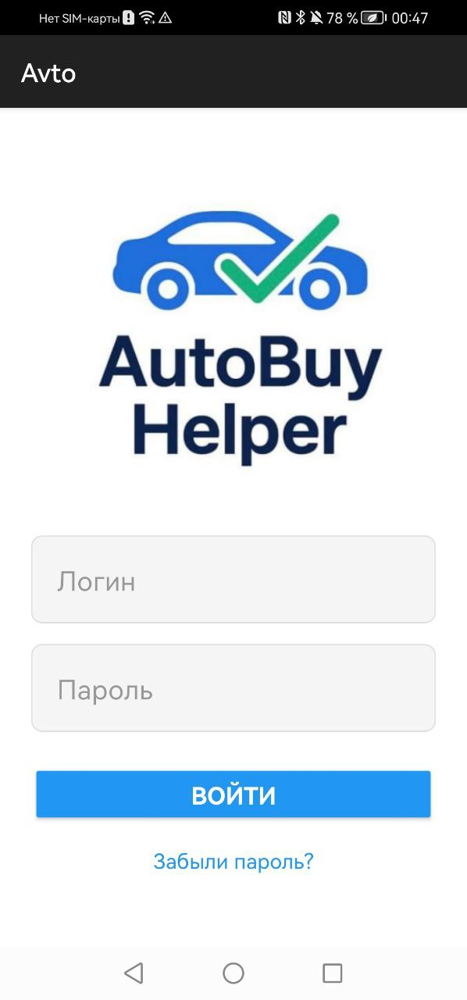 Нет SIM-карты 78 % 00:47
Avto
AutoBuy
Helper
Логин
Пароль
ВОЙТИ
Забыли пароль?